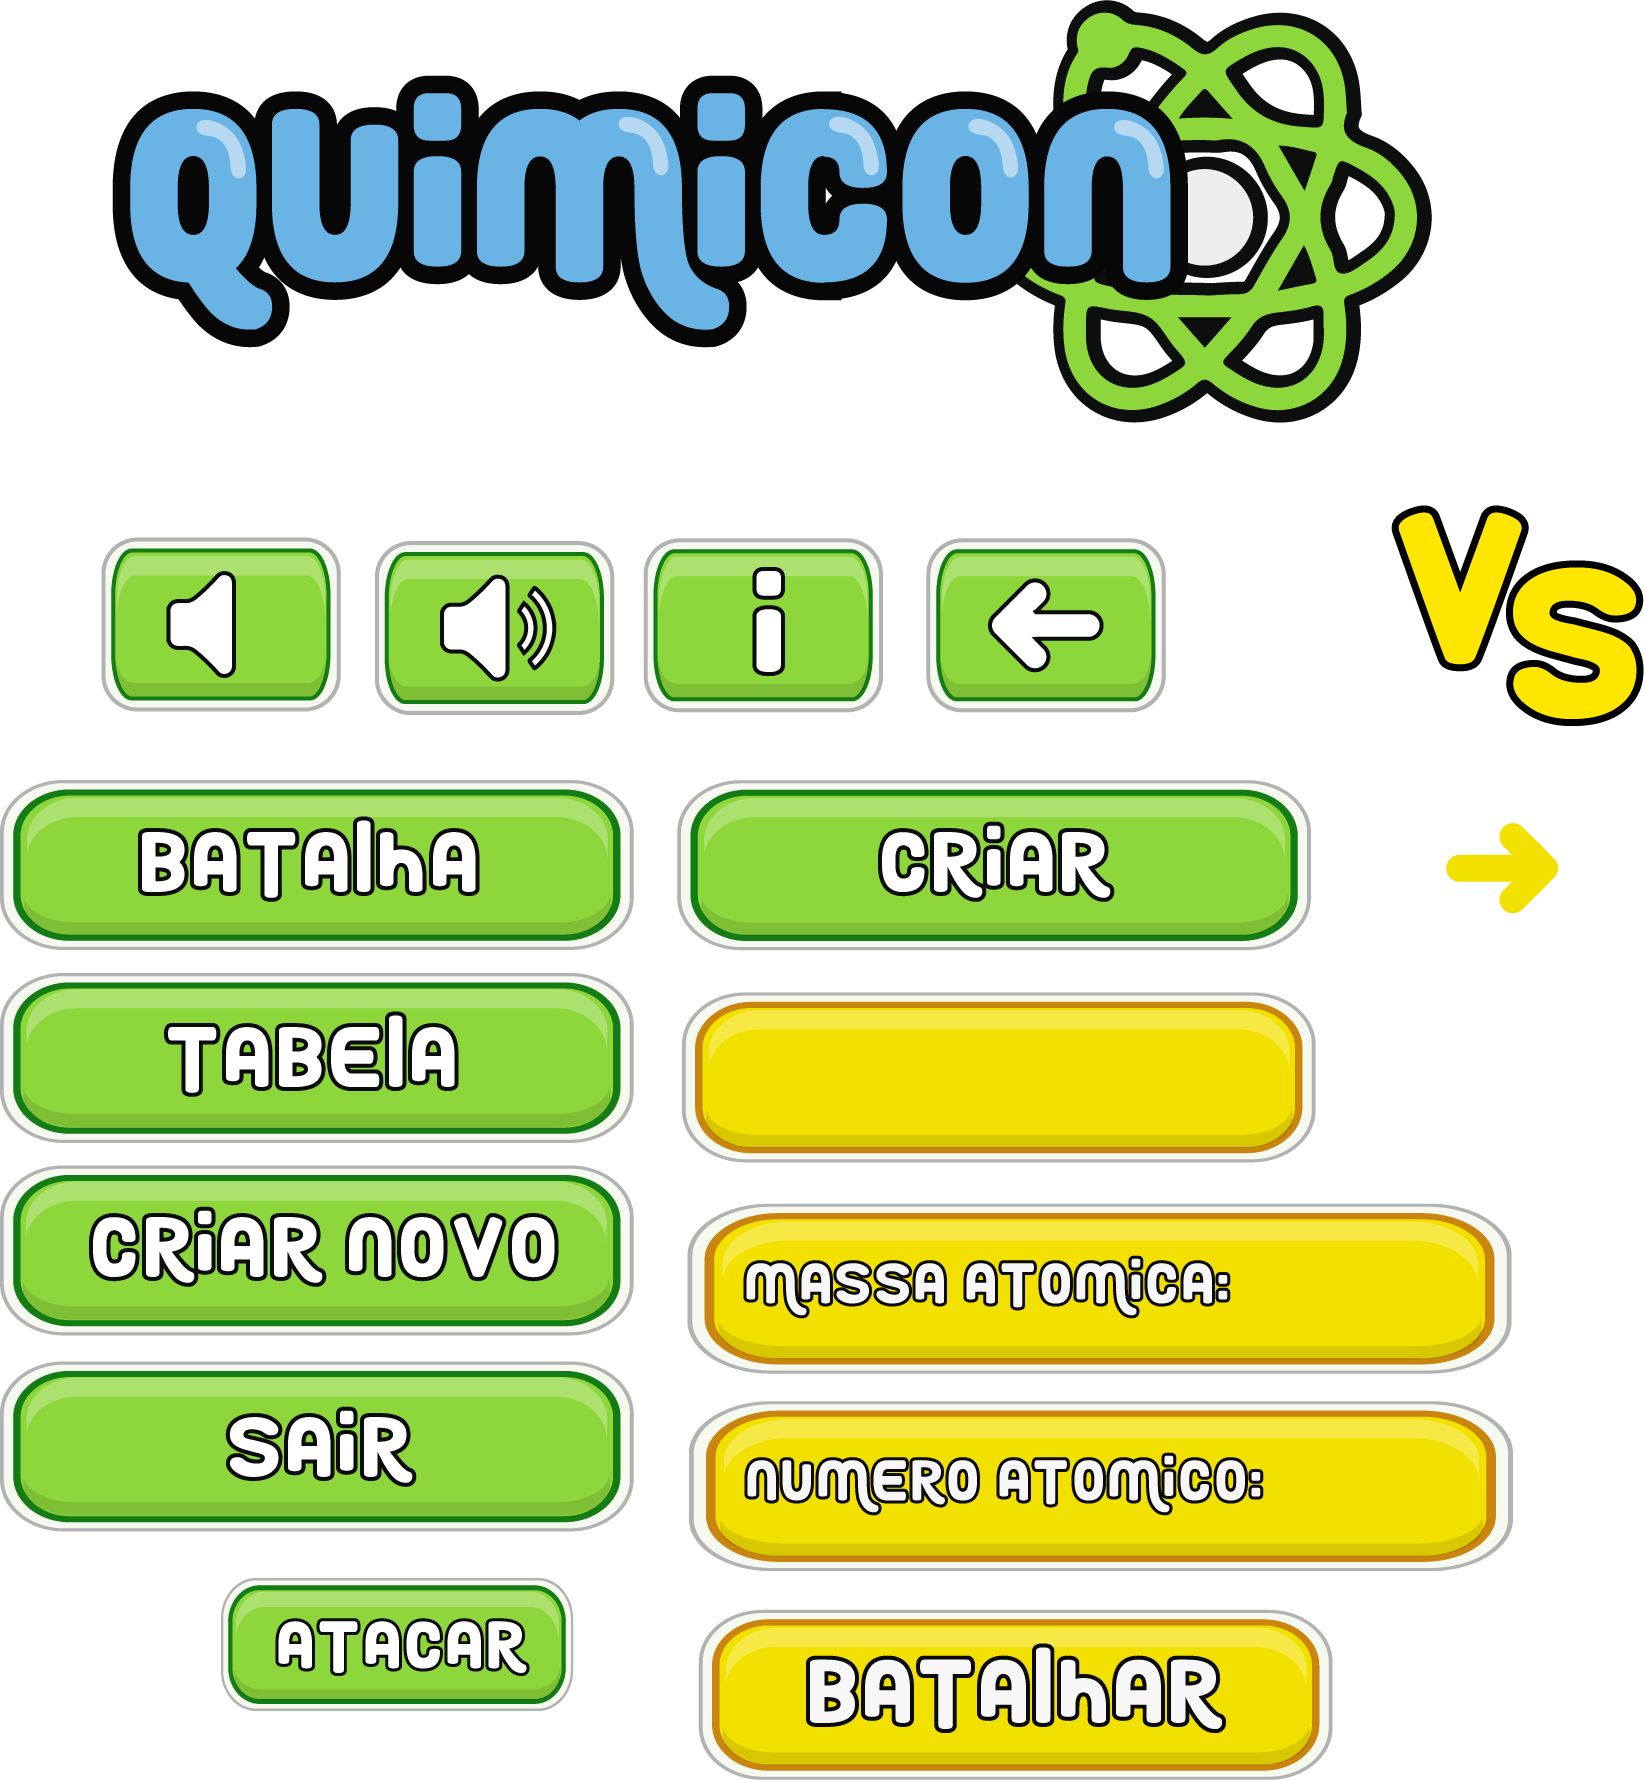 QUiMiCON
i
VS
BATAlhA
CRiAR
TABElA
CRiAR NOVO
MASSA ATOMiCA:
SAiR
NUMERO ATOMiCO:
ATACAR
BATAlhAR